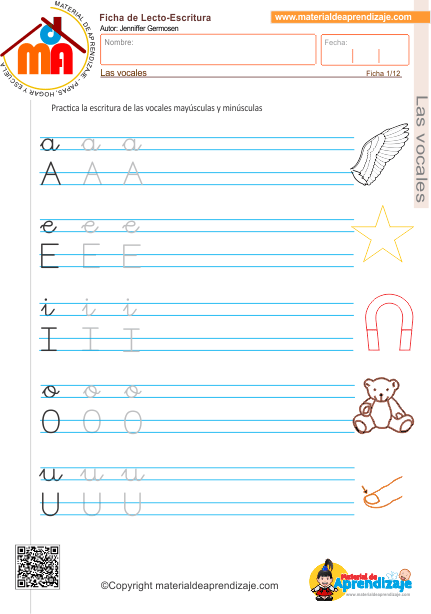 MATERIAL DE APRENDIZAJE - PAPAS, HOGAR Y ESCUELA
dmA
Ficha de Lecto-Escritura
www.materialdeaprendizaje.com
Autor: Jenniffer Germosen
Nombre:
Fecha:
Las vocales
Ficha 1/12
Las vocales
Practica la escritura de las vocales mayúsculas y minúsculas
a a a
A A A
e e e
E E E
i i i
I I I
o o o
O O O
u u u
U U U
©Copyright materialdeaprendizaje.com
Material de
Aprendizaje
www.materialdeaprendizaje.com